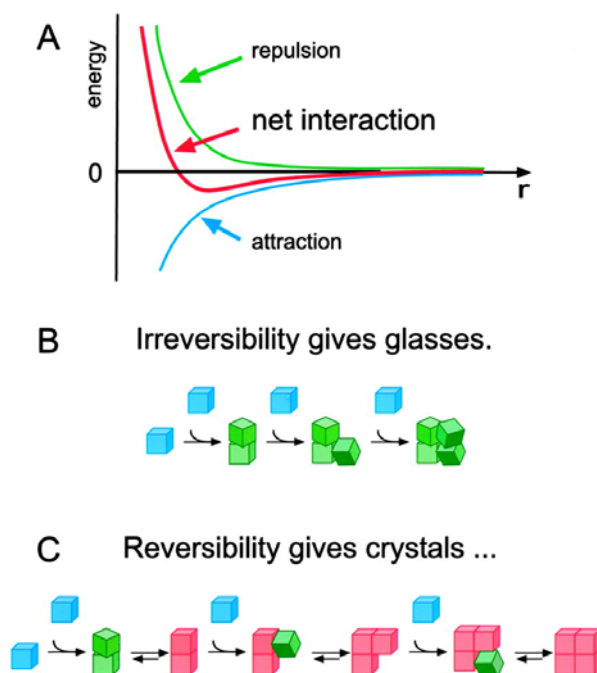 A
energy
repulsion
net interaction
0
r
attraction
B
Irreversibility gives glasses.
C
Reversibility gives crystals ...